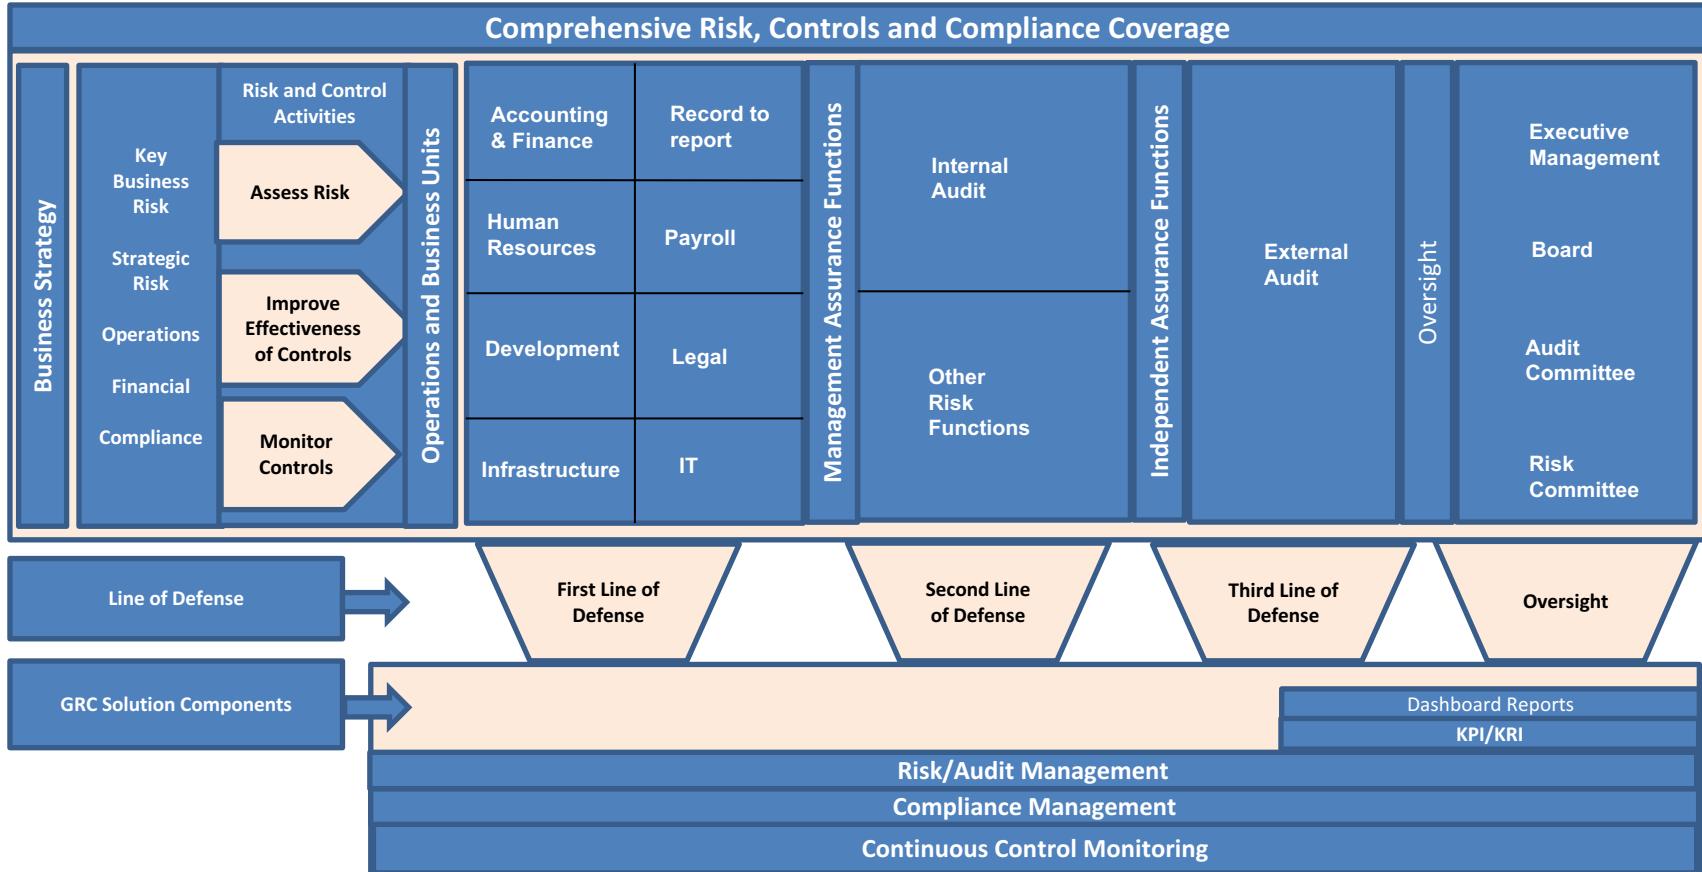 Comprehensive Risk, Controls and Compliance Coverage
Business Strategy
Key
Business
Risk
Strategic
Risk
Operations
Financial
Compliance
Risk and Control
Activities
Assess Risk
Improve
Effectiveness
of Controls
Monitor
Controls
Operations and Business Units
Accounting
& Finance
Record to
report
Human
Resources
Payroll
Development
Legal
Infrastructure
IT
Management Assurance Functions
Internal
Audit
Other
Risk
Functions
Independent Assurance Functions
External
Audit
Oversight
Executive
Management
Board
Audit
Committee
Risk
Committee
Line of Defense
First Line of
Defense
Second Line
of Defense
Third Line of
Defense
Oversight
GRC Solution Components
Dashboard Reports
KPI/KRI
Risk/Audit Management
Compliance Management
Continuous Control Monitoring